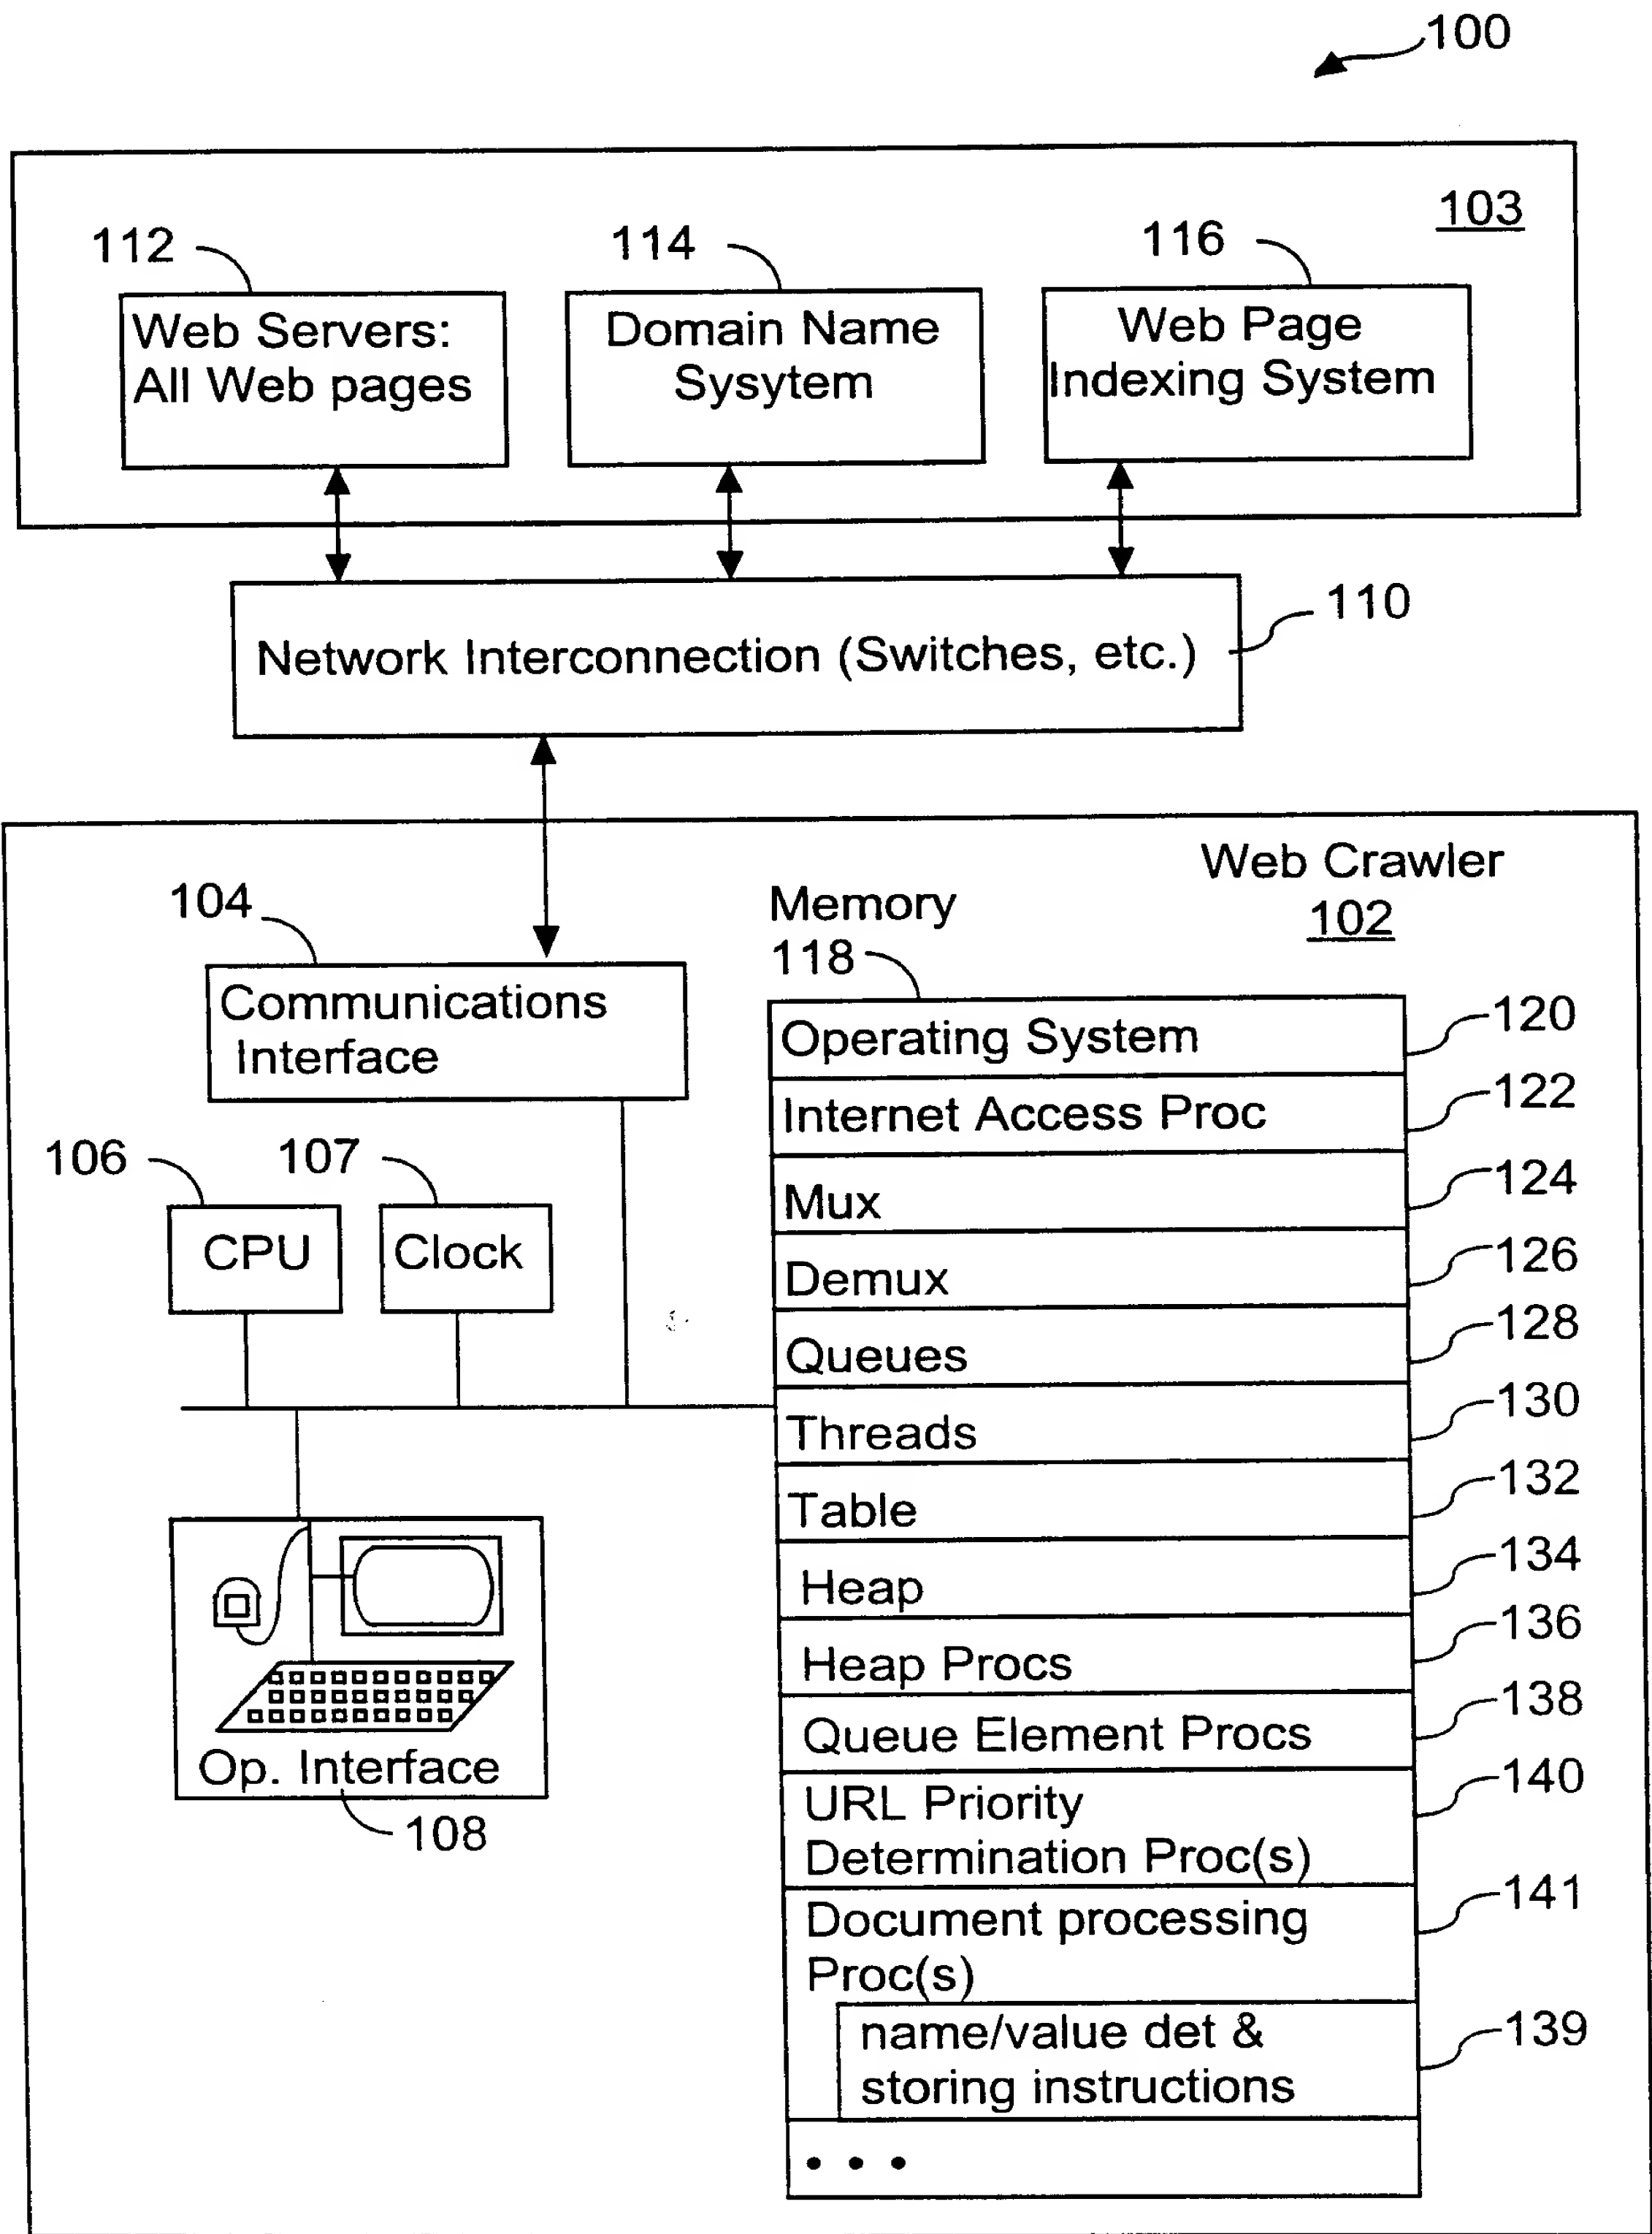 100
103
112
114
116
Web Servers:
All Web pages
Domain Name
Sysytem
Web Page
Indexing System
110
Network Interconnection (Switches, etc.)
Web Crawler
102
104
Memory
118
Communications
Interface
Operating System
120
Internet Access Proc
122
106
107
Mux
124
CPU
Clock
Demux
126
Queues
128
Threads
130
Table
132
Heap
134
Heap Procs
136
Queue Element Procs
138
Op. Interface
108
URL Priority
Determination Proc(s)
140
Document processing
Proc(s)
141
name/value det &
storing instructions
139
• • •